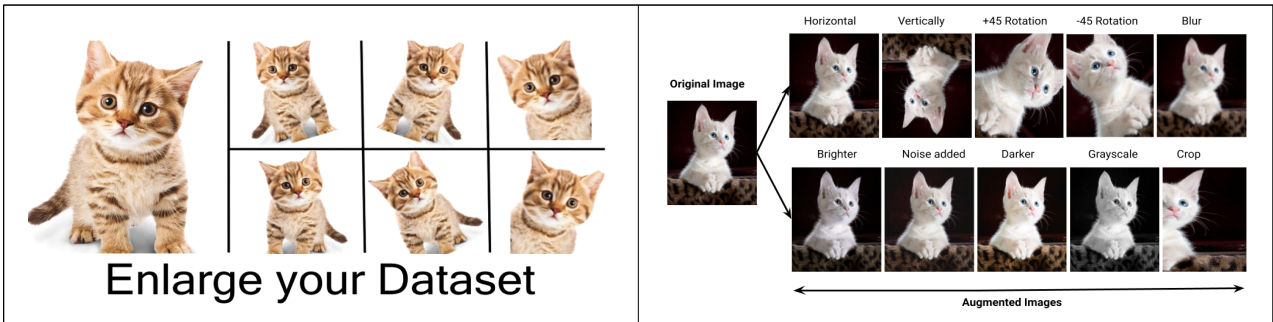 Enlarge your Dataset
Horizontal Vertically +45 Rotation -45 Rotation Blur
Original Image
Brighter Noise added Darker Grayscale Crop
Augmented Images